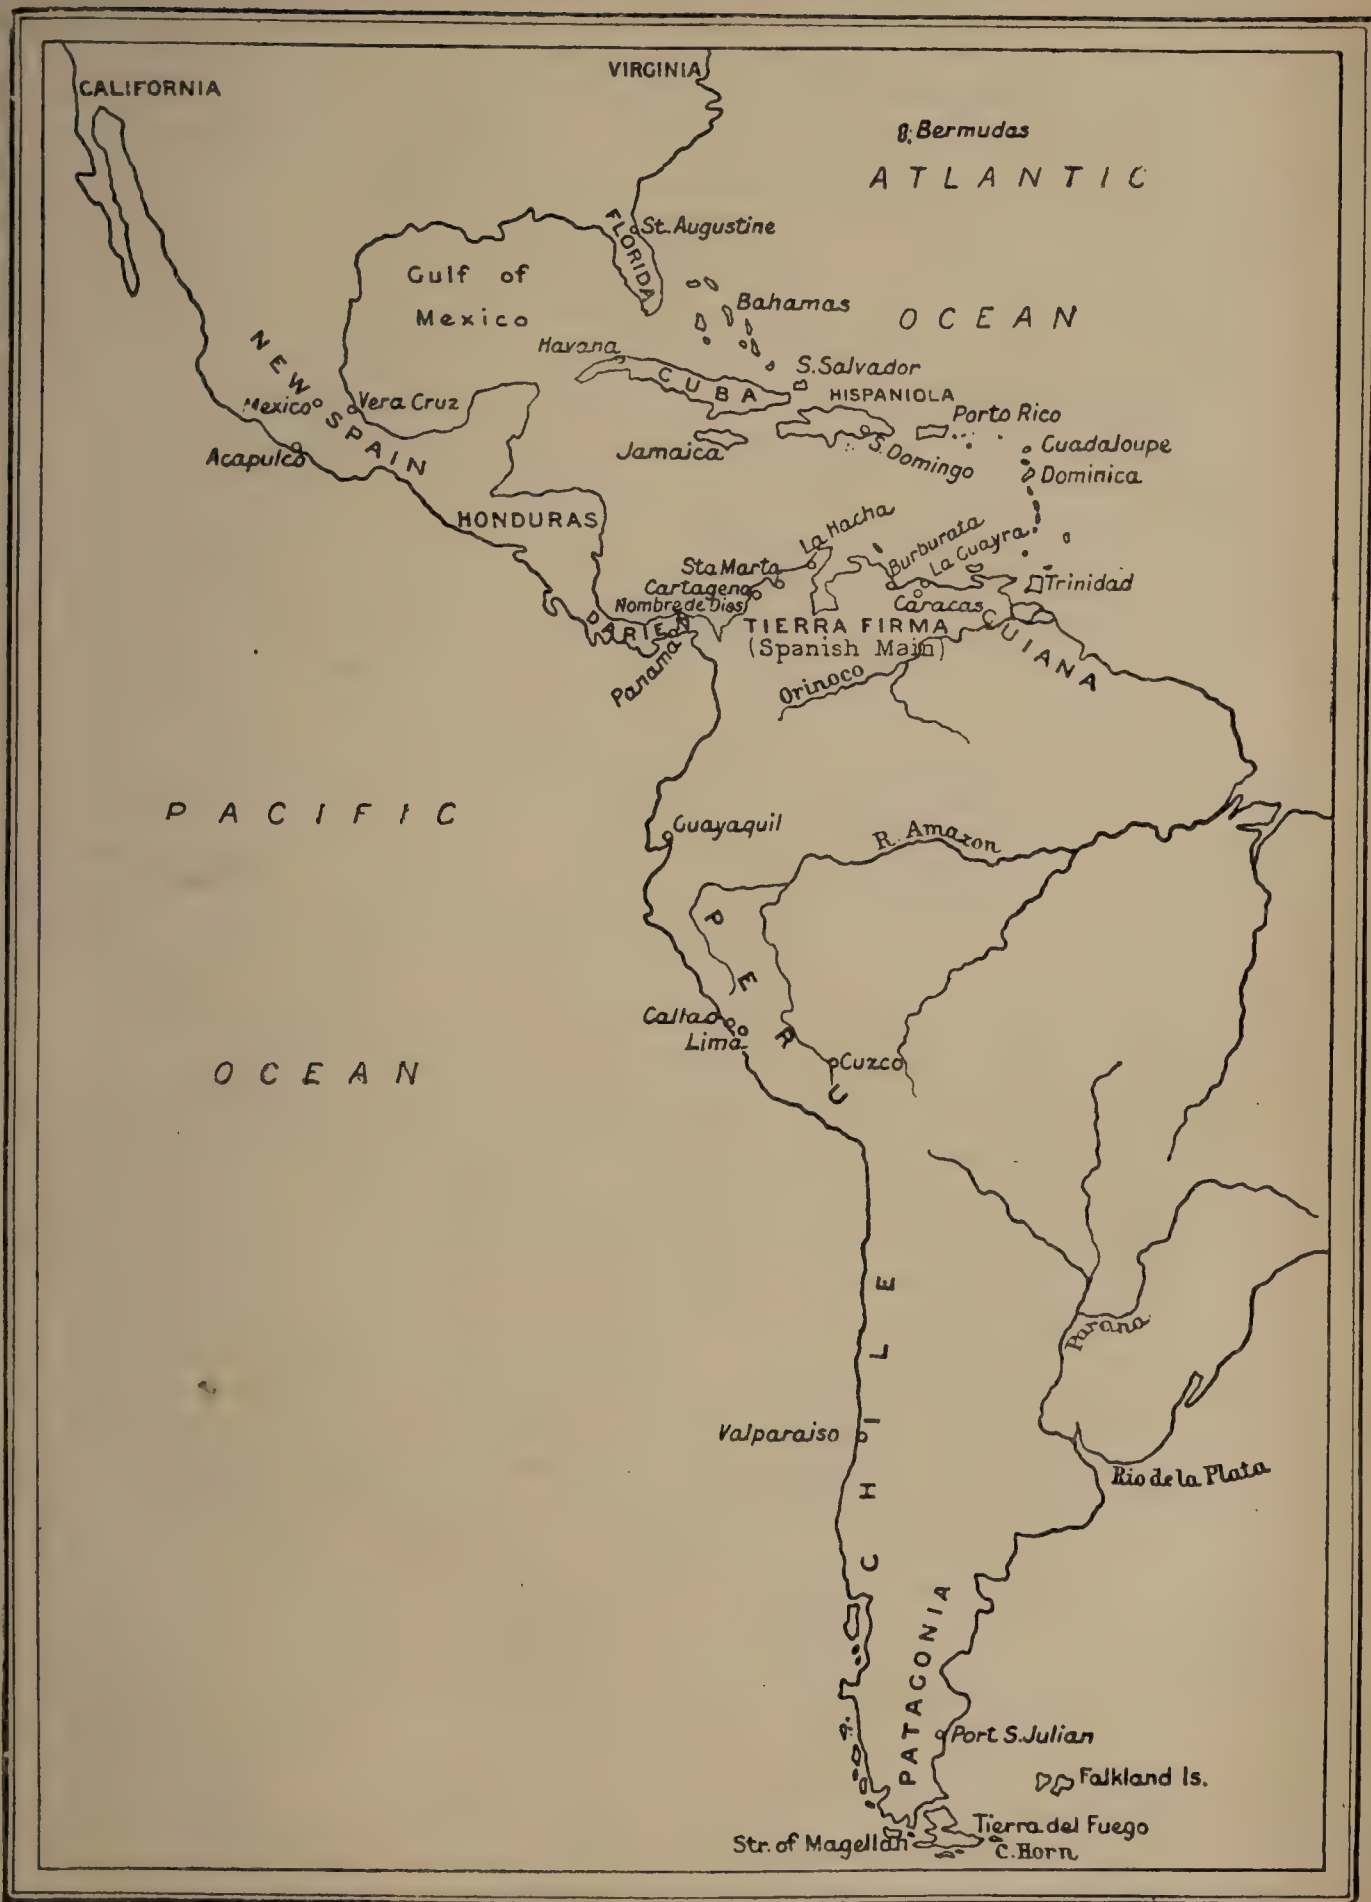 CALIFORNIA
VIRGINIA
Bermudas
ATLANTIC
OCEAN
St. Augustine
FLORIDA
Gulf of
Mexico
Bahamas
Havana
CUBA
S. Salvador
HISPANIOLA
NEW SPAIN
Mexico
Vera Cruz
Acapulco
Jamaica
S. Domingo
Porto Rico
Guadaloupe
Dominica
HONDURAS
La Hacha
Burburata
La Guayra
Sta Marta
Cartagena
Nombre de Dios
Caracas
Trinidad
DARIEN
Panama
TIERRA FIRMA
(Spanish Main)
GUIANA
Orinoco
PACIFIC
OCEAN
Guayaquil
R. Amazon
PERU
Callao
Lima
Cuzco
CHILE
Parana
Valparaiso
Rio de la Plata
PATAGONIA
Port S. Julian
Falkland Is.
Tierra del Fuego
Str. of Magellan
C. Horn